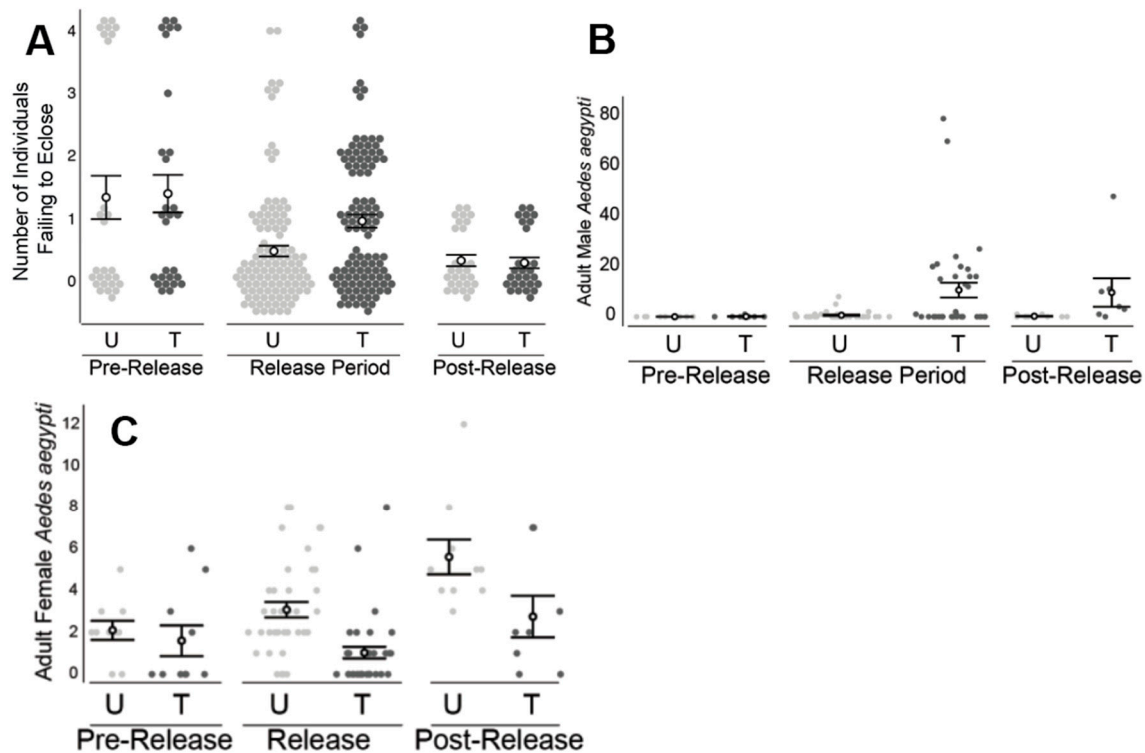 A
Number of Individuals
Failing to Eclose
4
3
2
1
0
U T U T U T
Pre-Release Release Period Post-Release
B
Adult Male Aedes aegypti
80
60
40
20
0
U T U T U T
Pre-Release Release Period Post-Release
C
Adult Female Aedes aegypti
12
10
8
6
4
2
0
U T U T U T
Pre-Release Release Post-Release